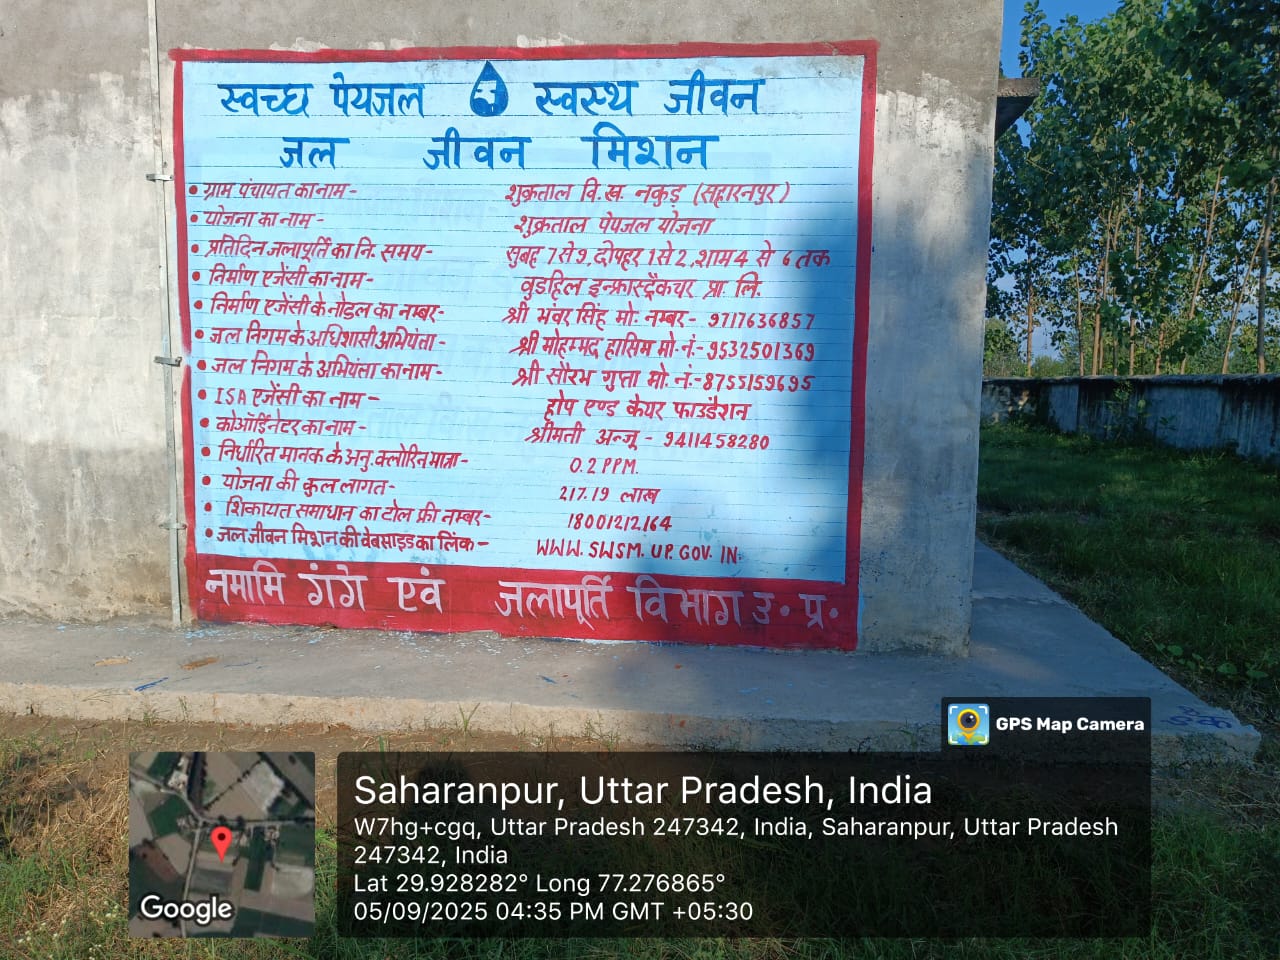 स्वच्छ पेयजल स्वस्थ जीवन
जल जीवन मिशन
• ग्राम पंचायत का नाम - शुक्रताल वि.ख. नकुड़ (सहारनपुर)
• योजना का नाम - शुक्रताल पेपजल योजना
• प्रतिदिन जलापूर्ति का नि. समय - सुबह 7 से 9, दोपहर 1 से 2, शाम 4 से 6 तक
• निर्माण एजेंसी का नाम - वुडहिल इन्फ्रास्ट्रैकचर प्रा. लि.
• निर्माण एजेंसी के नोडल का नम्बर - श्री भंवर सिंह मो. नम्बर - 9717636857
• जल निगम के अधिशासी अभियंता - श्री मोहम्मद हासिम मो.नं.- 9532501369
• जल निगम के अभियंता का नाम - श्री सौरभ गुप्ता मो. नं.- 8755159695
• ISA एजेंसी का नाम - होप एण्ड केयर फाउंडेशन
• कोऑर्डिनेटर का नाम - श्रीमती अन्जू - 9411458280
• निर्धारित मानक के अनु. क्लोरिन मात्रा - 0.2 PPM.
• योजना की कुल लागत - 217.19 लाख
• शिकायत समाधान का टोल फ्री नम्बर - 18001212164
• जल जीवन मिशन की वेबसाइड का लिंक - WWW. SWSM. UP. GOV. IN.
नमामि गंगे एवं जलापूर्ति विभाग उ. प्र.
GPS Map Camera
Saharanpur, Uttar Pradesh, India
W7hg+cgq, Uttar Pradesh 247342, India, Saharanpur, Uttar Pradesh
247342, India
Lat 29.928282° Long 77.276865°
05/09/2025 04:35 PM GMT +05:30
Google